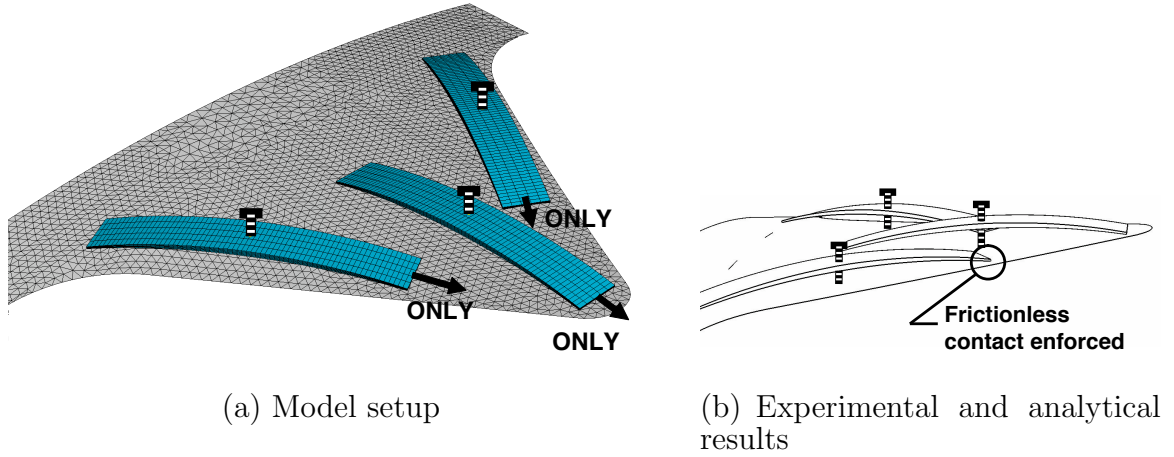 ONLY
ONLY
ONLY
Frictionless
contact enforced
(a) Model setup
(b) Experimental and analytical
results